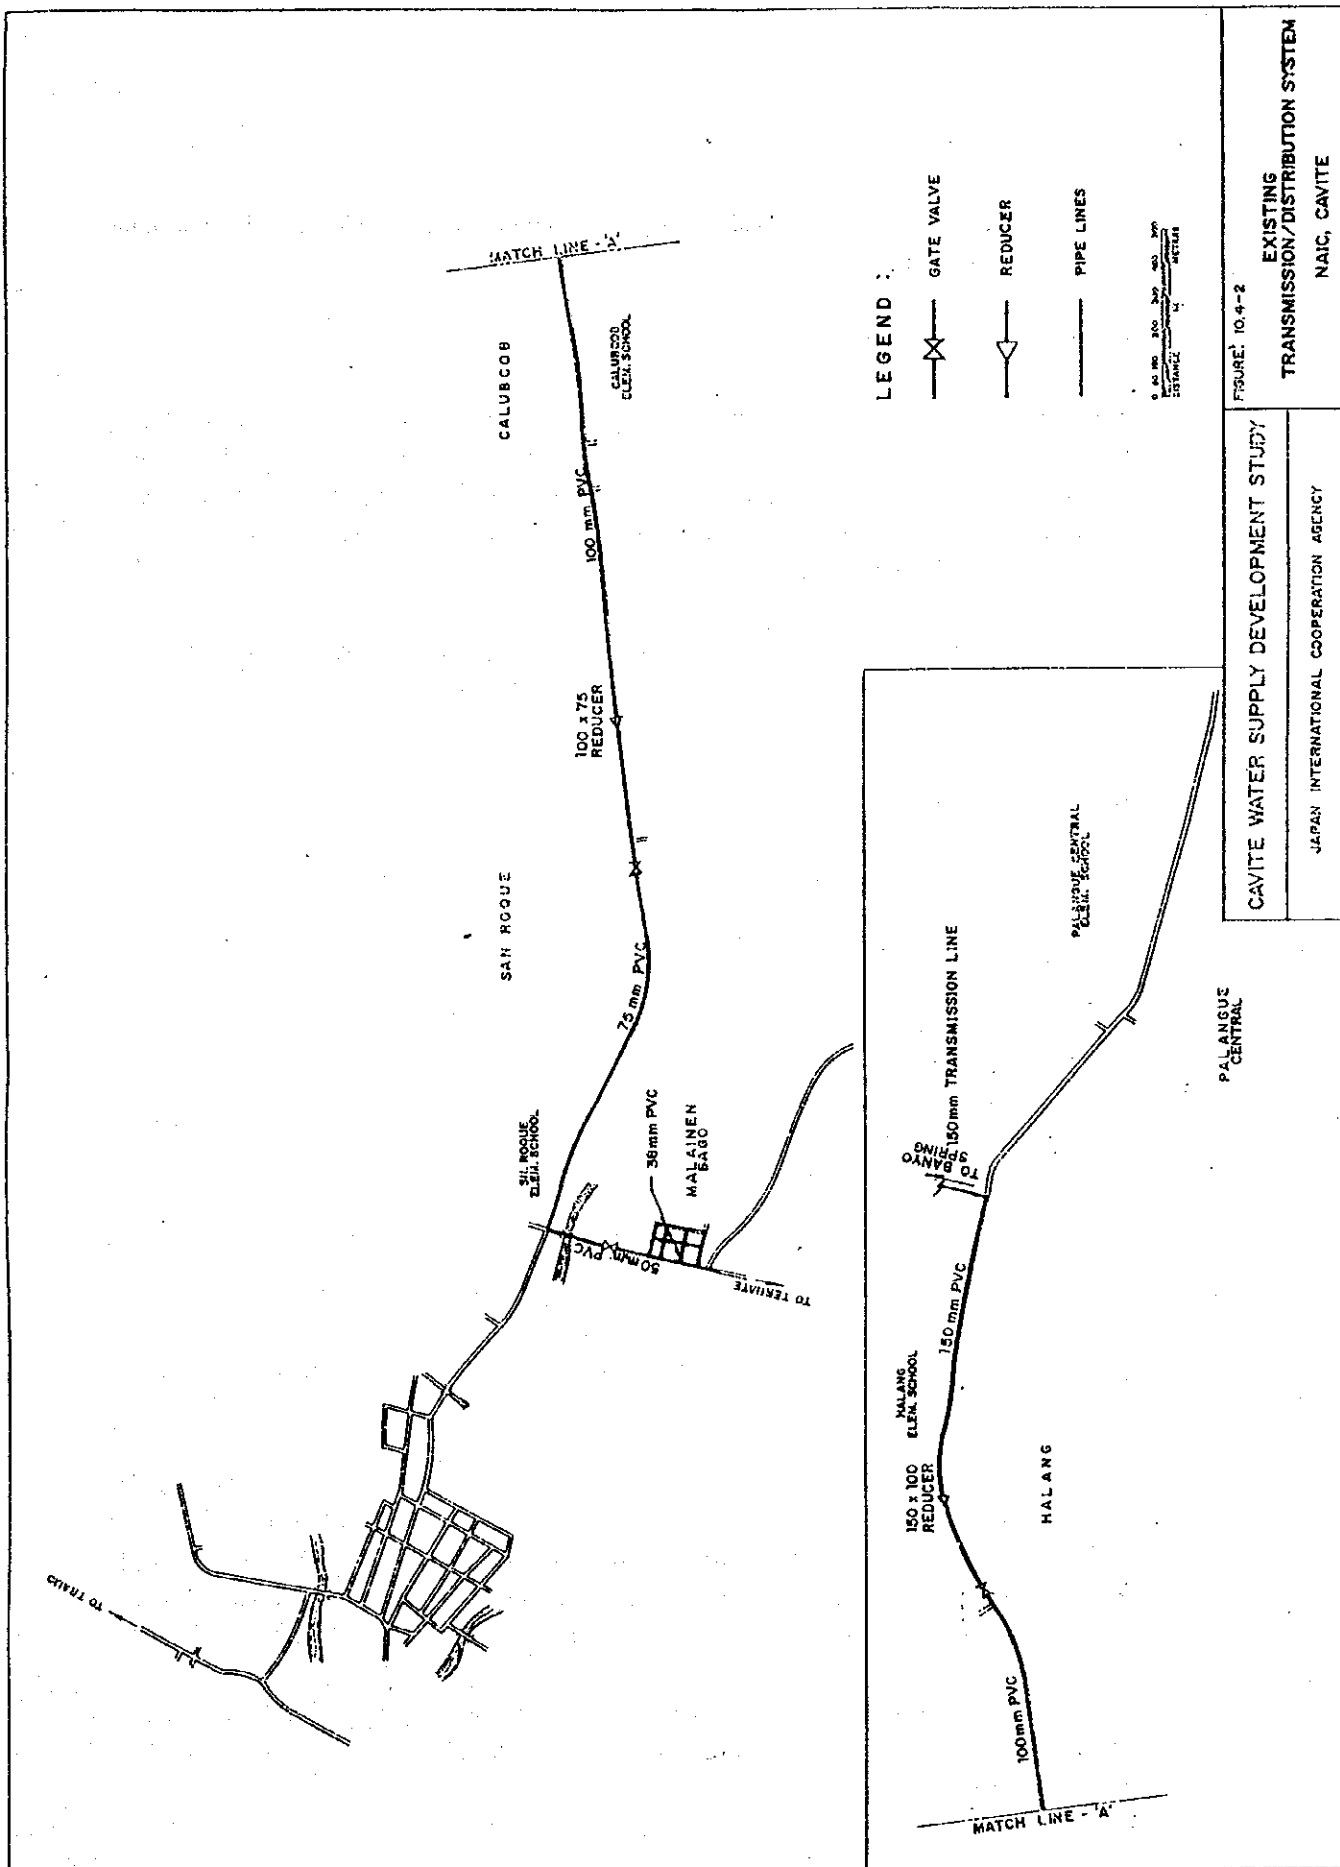 MATCH LINE - 'A'
CALUBCOB
CALUBCOB
ELEM. SCHOOL
100 mm PVC
100 x 75
REDUCER
SAN ROQUE
75 mm PVC
ELEM. SCHOOL
38mm PVC
MALAINEN
BAGO
50mm PVC
TO TERNATE
LEGEND :
GATE VALVE
REDUCER
PIPE LINES
DISTANCE
METERS
PALANGUE CENTRAL
ELEM. SCHOOL
PALANGUE
CENTRAL
150mm TRANSMISSION LINE
TO BANYO
SPRING
150 mm PVC
HALANG
ELEM. SCHOOL
150 x 100
REDUCER
HALANG
100mm PVC
MATCH LINE - 'A'
CAVITE WATER SUPPLY DEVELOPMENT STUDY
JAPAN INTERNATIONAL COOPERATION AGENCY
FIGURE: 10.4-2
EXISTING
TRANSMISSION/DISTRIBUTION SYSTEM
NAIC, CAVITE